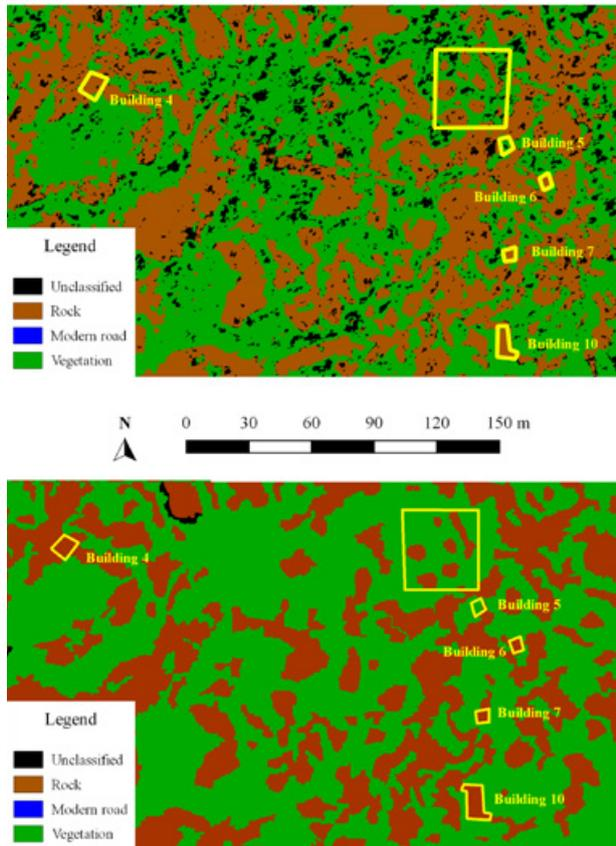 Building 4
Building 5
Building 6
Building 7
Building 10
Legend
Unclassified
Rock
Modern road
Vegetation
N
0 30 60 90 120 150 m
Building 4
Building 5
Building 6
Building 7
Building 10
Legend
Unclassified
Rock
Modern road
Vegetation